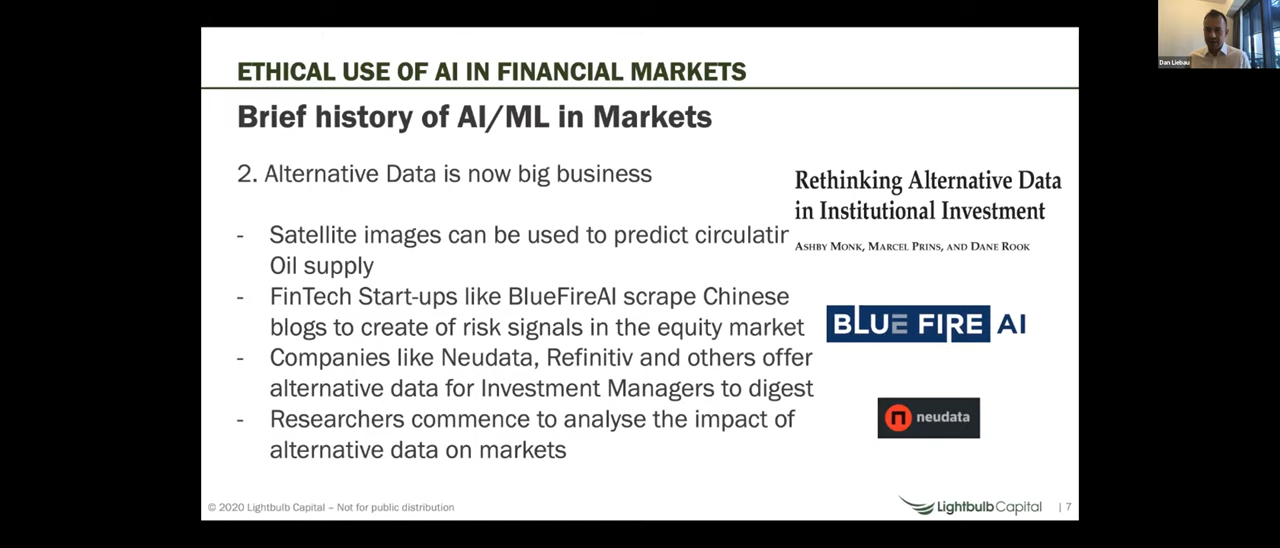 Dan Liebau
ETHICAL USE OF AI IN FINANCIAL MARKETS
Brief history of AI/ML in Markets
2. Alternative Data is now big business
- Satellite images can be used to predict circulatin
Oil supply
- FinTech Start-ups like BlueFireAI scrape Chinese
blogs to create of risk signals in the equity market
- Companies like Neudata, Refinitiv and others offer
alternative data for Investment Managers to digest
- Researchers commence to analyse the impact of
alternative data on markets
Rethinking Alternative Data
in Institutional Investment
ASHBY MONK, MARCEL PRINS, AND DANE ROOK
BLUE FIRE AI
neudata
© 2020 Lightbulb Capital – Not for public distribution
LightbulbCapital
| 7